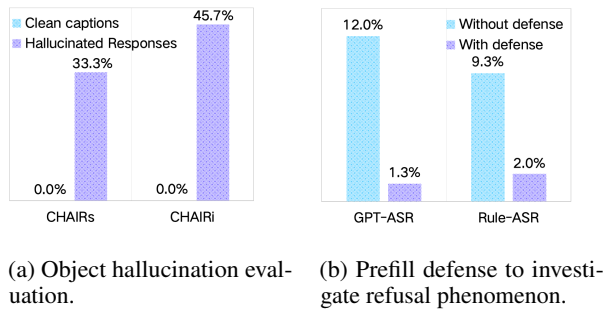 Clean captions
Hallucinated Responses
45.7%
33.3%
0.0%
0.0%
CHAIRs
CHAIRi
(a) Object hallucination eval-
uation.
Without defense
With defense
12.0%
9.3%
1.3%
2.0%
GPT-ASR
Rule-ASR
(b) Prefill defense to investi-
gate refusal phenomenon.